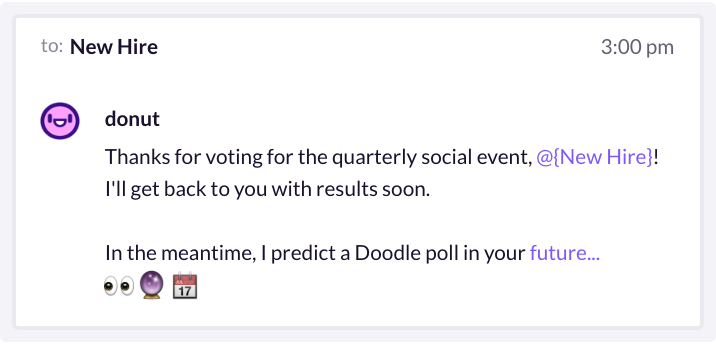 to: New Hire 3:00 pm
donut
Thanks for voting for the quarterly social event, @{New Hire}!
I'll get back to you with results soon.
In the meantime, I predict a Doodle poll in your future...
17